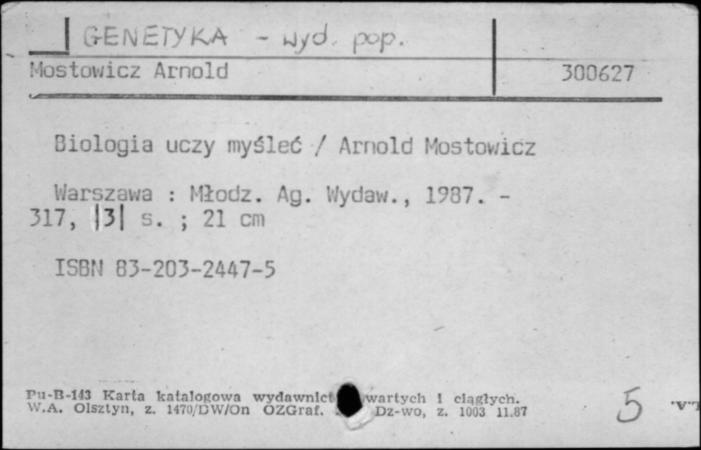 GENETYKA - wyd. pop.
Mostowicz Arnold 300627
Biologia uczy myśleć / Arnold Mostowicz
Warszawa : Młodz. Ag. Wydaw., 1987. -
317, |3| s. ; 21 cm
ISBN 83-203-2447-5
Pu-B-143 Karta katalogowa wydawnict wartych i ciągłych.
W.A. Olsztyn, z. 1470/DW/On OZGraf. Dz-wo, z. 1003 11.87
5